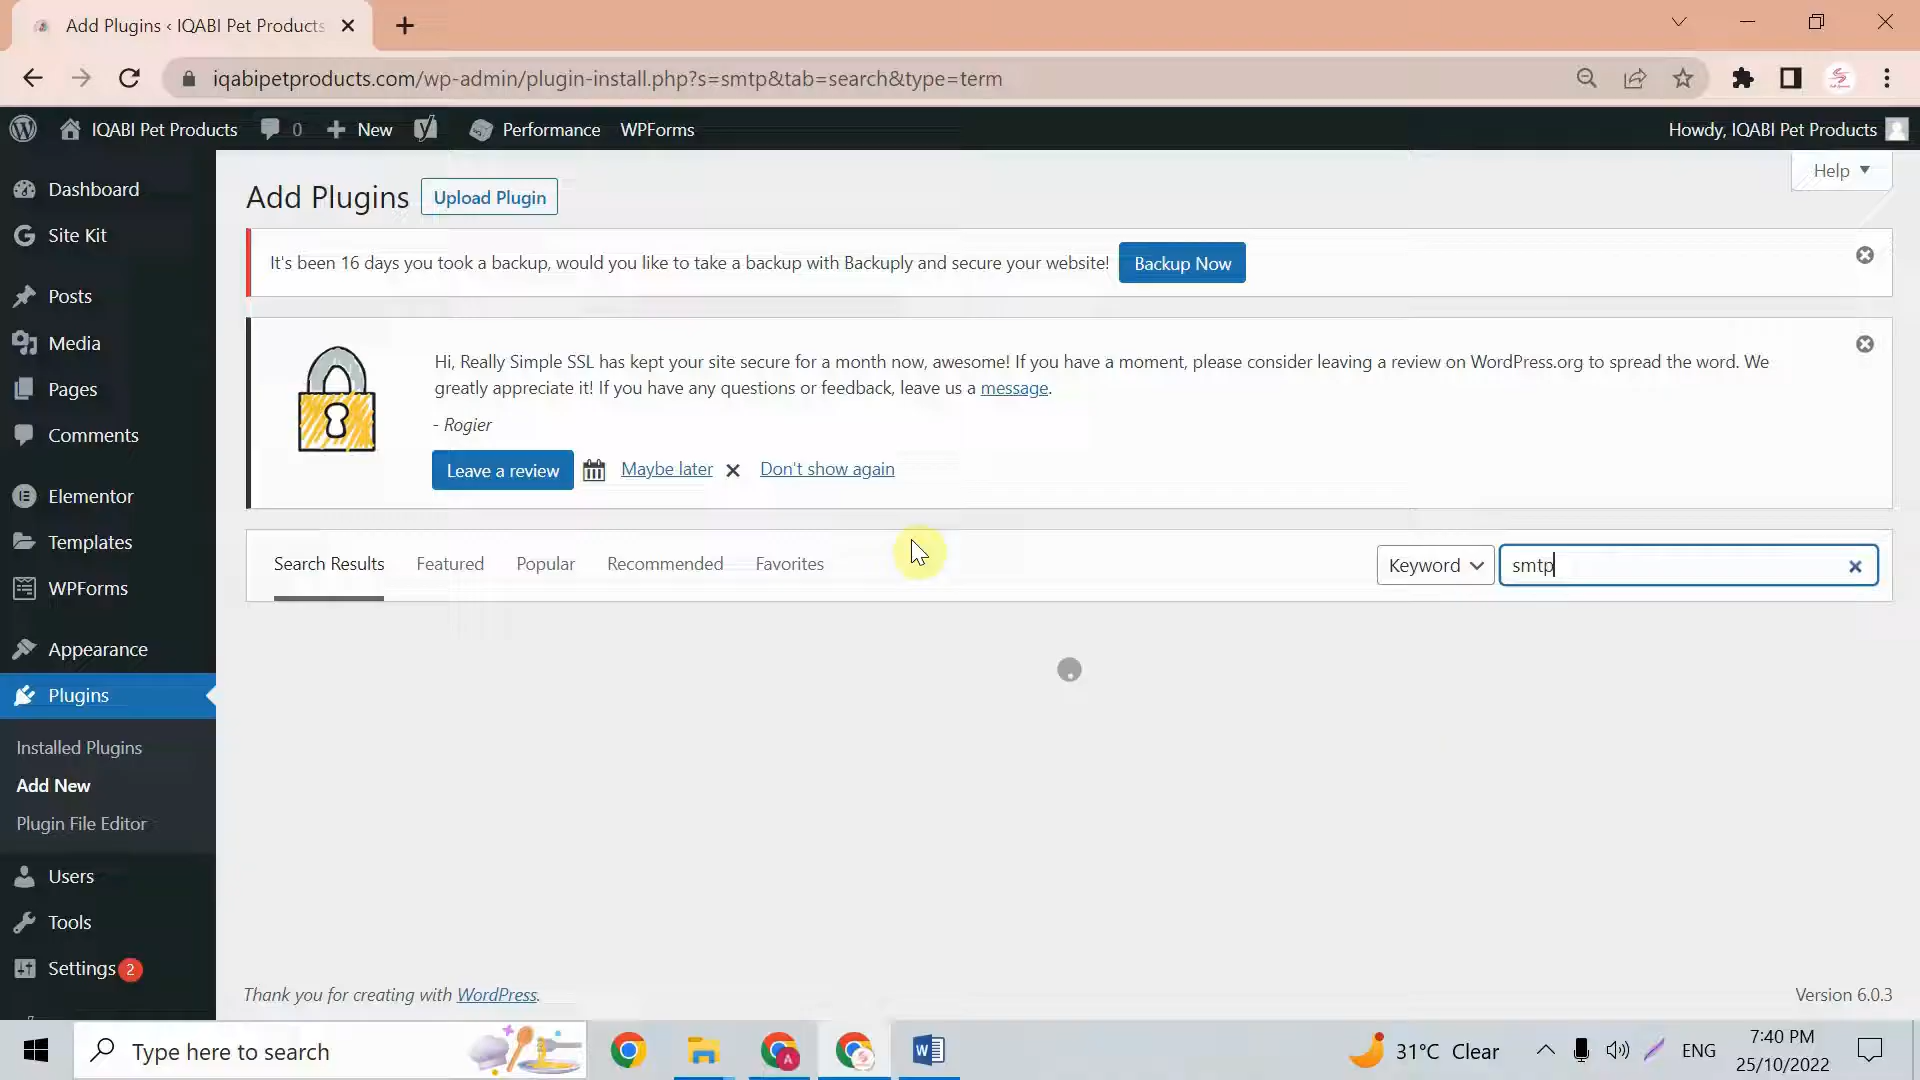 Add Plugins ‹ IQABI Pet Products
iqabipetproducts.com/wp-admin/plugin-install.php?s=smtp&tab=search&type=term
IQABI Pet Products 0 New Performance WPForms Howdy, IQABI Pet Products
Dashboard
Site Kit
Posts
Media
Pages
Comments
Elementor
Templates
WPForms
Appearance
Plugins
Installed Plugins
Add New
Plugin File Editor
Users
Tools
Settings 2
Help
Add Plugins Upload Plugin
It's been 16 days you took a backup, would you like to take a backup with Backuply and secure your website! Backup Now
Hi, Really Simple SSL has kept your site secure for a month now, awesome! If you have a moment, please consider leaving a review on WordPress.org to spread the word. We
greatly appreciate it! If you have any questions or feedback, leave us a message.
- Rogier
Leave a review Maybe later Don't show again
Search Results Featured Popular Recommended Favorites Keyword smtp
Thank you for creating with WordPress. Version 6.0.3
Type here to search 31°C Clear ENG 7:40 PM
25/10/2022